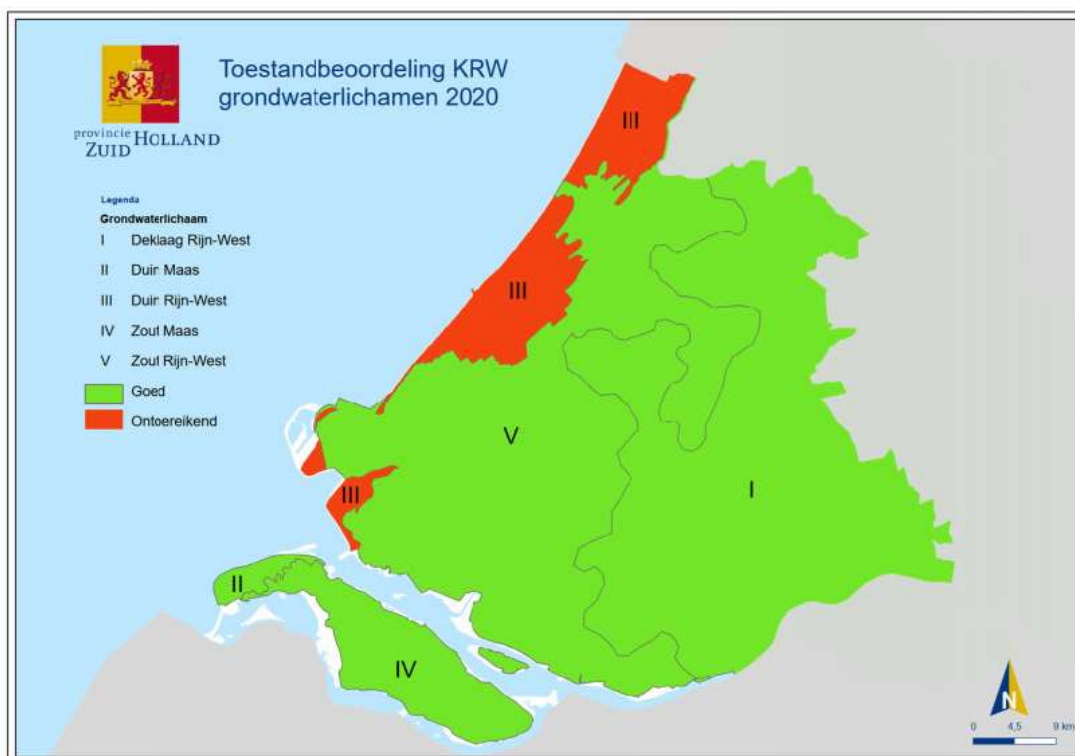 Toestandbeoordeling KRW
grondwaterlichamen 2020
provincie HOLLAND
ZUID
Legenda
Grondwaterlichaam
I Deklaag Rijn-West
II Duin Maas
III Duin Rijn-West
IV Zout Maas
V Zout Rijn-West
Goed
Ontoereikend
III
III
V
I
III
II
IV
N
0 4,5 9 km